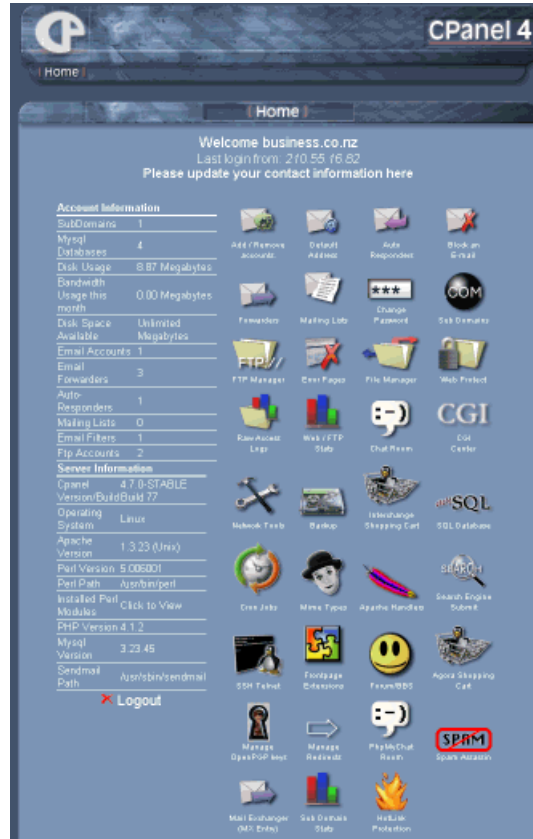 CPanel 4
Home
Home
Welcome business.co.nz
Last login from: 210.55.16.82
Please update your contact information here
Account Information
SubDomains 1
Mysql
Databases 4
Disk Usage 8.87 Megabytes
Bandwidth
Usage this 0.00 Megabytes
month
Disk Space Unlimited
Available Megabytes
Email Accounts 1
Email
Forwarders 3
Auto-
Responders 1
Mailing Lists 0
Email Filters 1
Ftp Accounts 2
Server Information
Cpanel 4.7.0-STABLE
Version/Build Build 77
Operating
System Linux
Apache
Version 1.3.23 (Unix)
Perl Version 5.006001
Perl Path /usr/bin/perl
Installed Perl
Modules Click to View
PHP Version 4.1.2
Mysql
Version 3.23.45
Sendmail
Path /usr/sbin/sendmail
Logout
Add / Remove
accounts.
Default
Address
Auto
Responders
Block an
E-mail
***
COM
Forwarders
Mailing Lists
Change
Password
Sub Domains
FTP://
FTP Manager
Error Pages
File Manager
Web Protect
:-)
CGI
Raw Access
Logs
Web / FTP
Stats
Chat Room
CGI
Center
SQL
Network Tools
Backup
Interchange
Shopping Cart
SQL Database
SEARCH
Cron Jobs
Mime Types
Apache Handlers
Search Engine
Submit
SSH Telnet
Frontpage
Extensions
Forum/BBS
Agora Shopping
Cart
:-)
SPAM
Manage
OpenPGP keys
Manage
Redirects
PhpMyChat
Room
Spam Assassin
Mail Exchanger
(MX Entry)
Sub Domain
Stats
HotLink
Protection